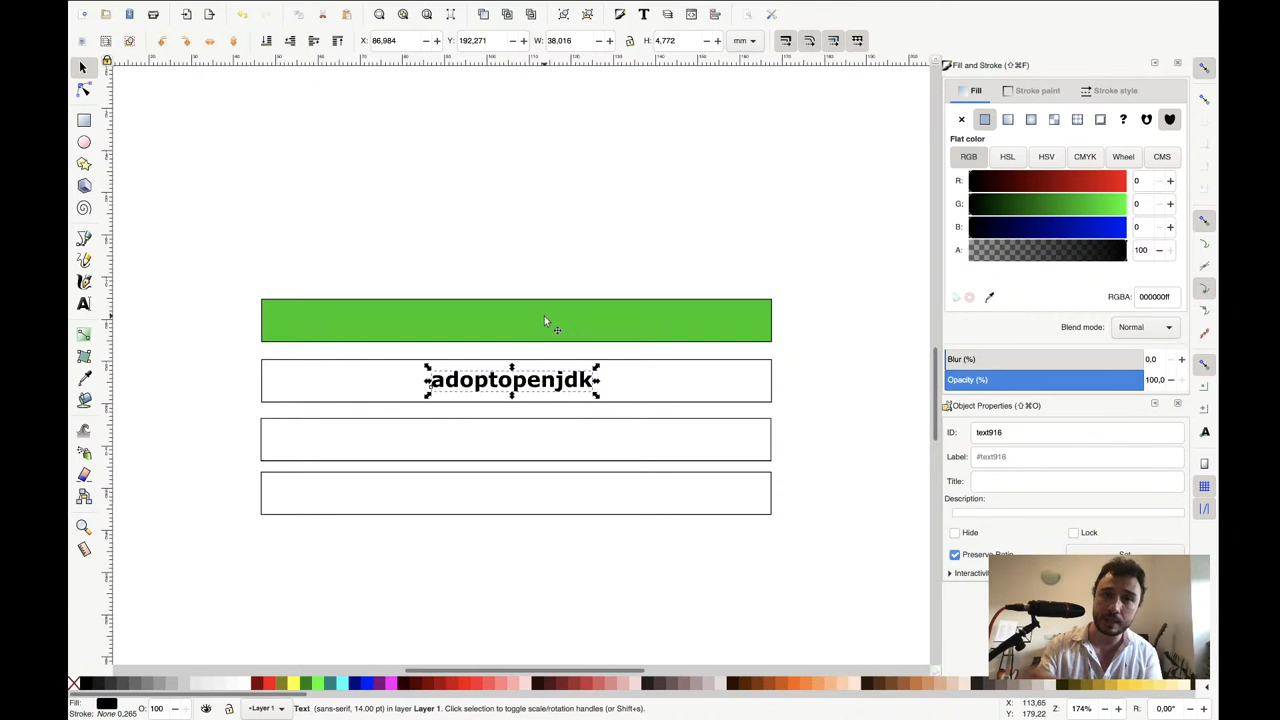 X: 86,984 Y: 192,271 W: 38,016 H: 4,772 mm
Fill and Stroke (⇧⌘F)
Fill Stroke paint Stroke style
Flat color
RGB HSL HSV CMYK Wheel CMS
R: 0
G: 0
B: 0
A: 100
RGBA: 000000ff
Blend mode: Normal
Blur (%) 0,0
adoptopenjdk
Opacity (%) 100,0
Object Properties (⇧⌘O)
ID: text916
Label: #text916
Title:
Description:
Hide Lock
Preserve Ratio
Fill:
Stroke: None 0,265
O: 100
•Layer 1
Text (sans-serif, 14.00 pt) in layer Layer 1. Click selection to toggle scale/rotation handles (or Shift+s).
X: 113,65
Y: 179,22
Z: 174%
R: 0,00°